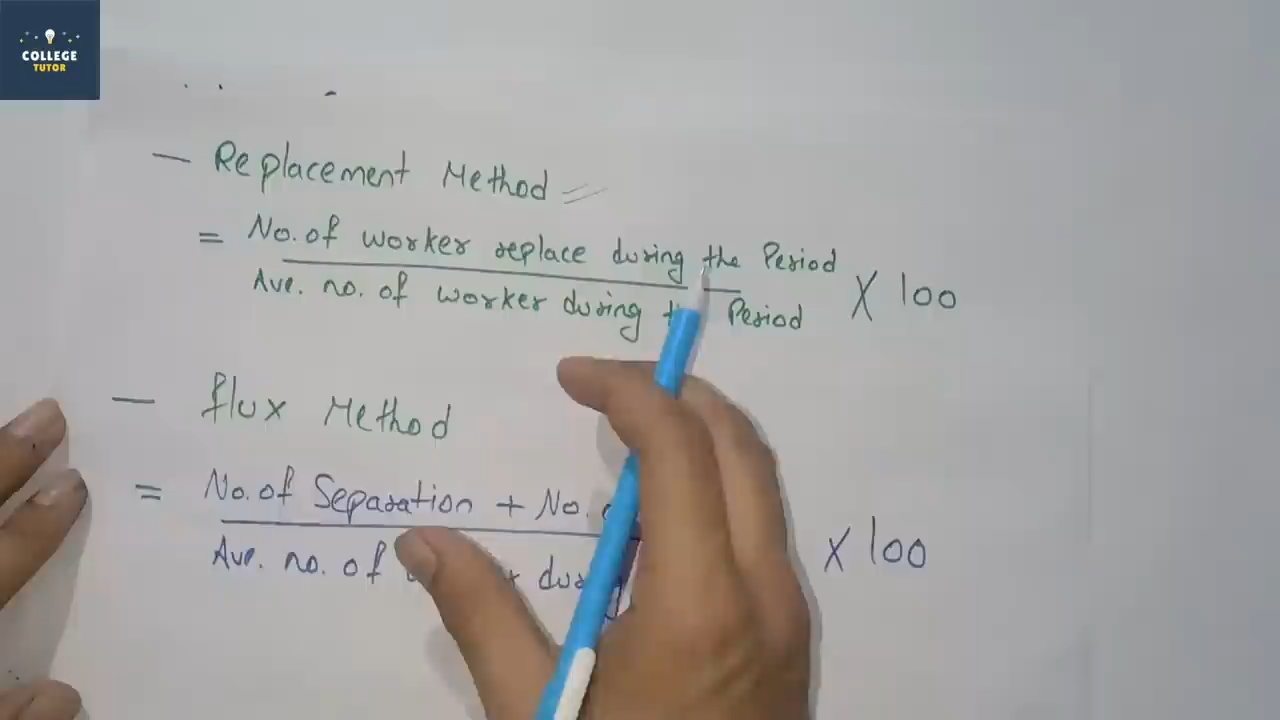 COLLEGE
TUTOR
— Replacement Method
= No. of worker replace during the Period
Ave. no. of worker during Period X 100
— flux Method
= No. of Separation + No.
Ave. no. of X 100